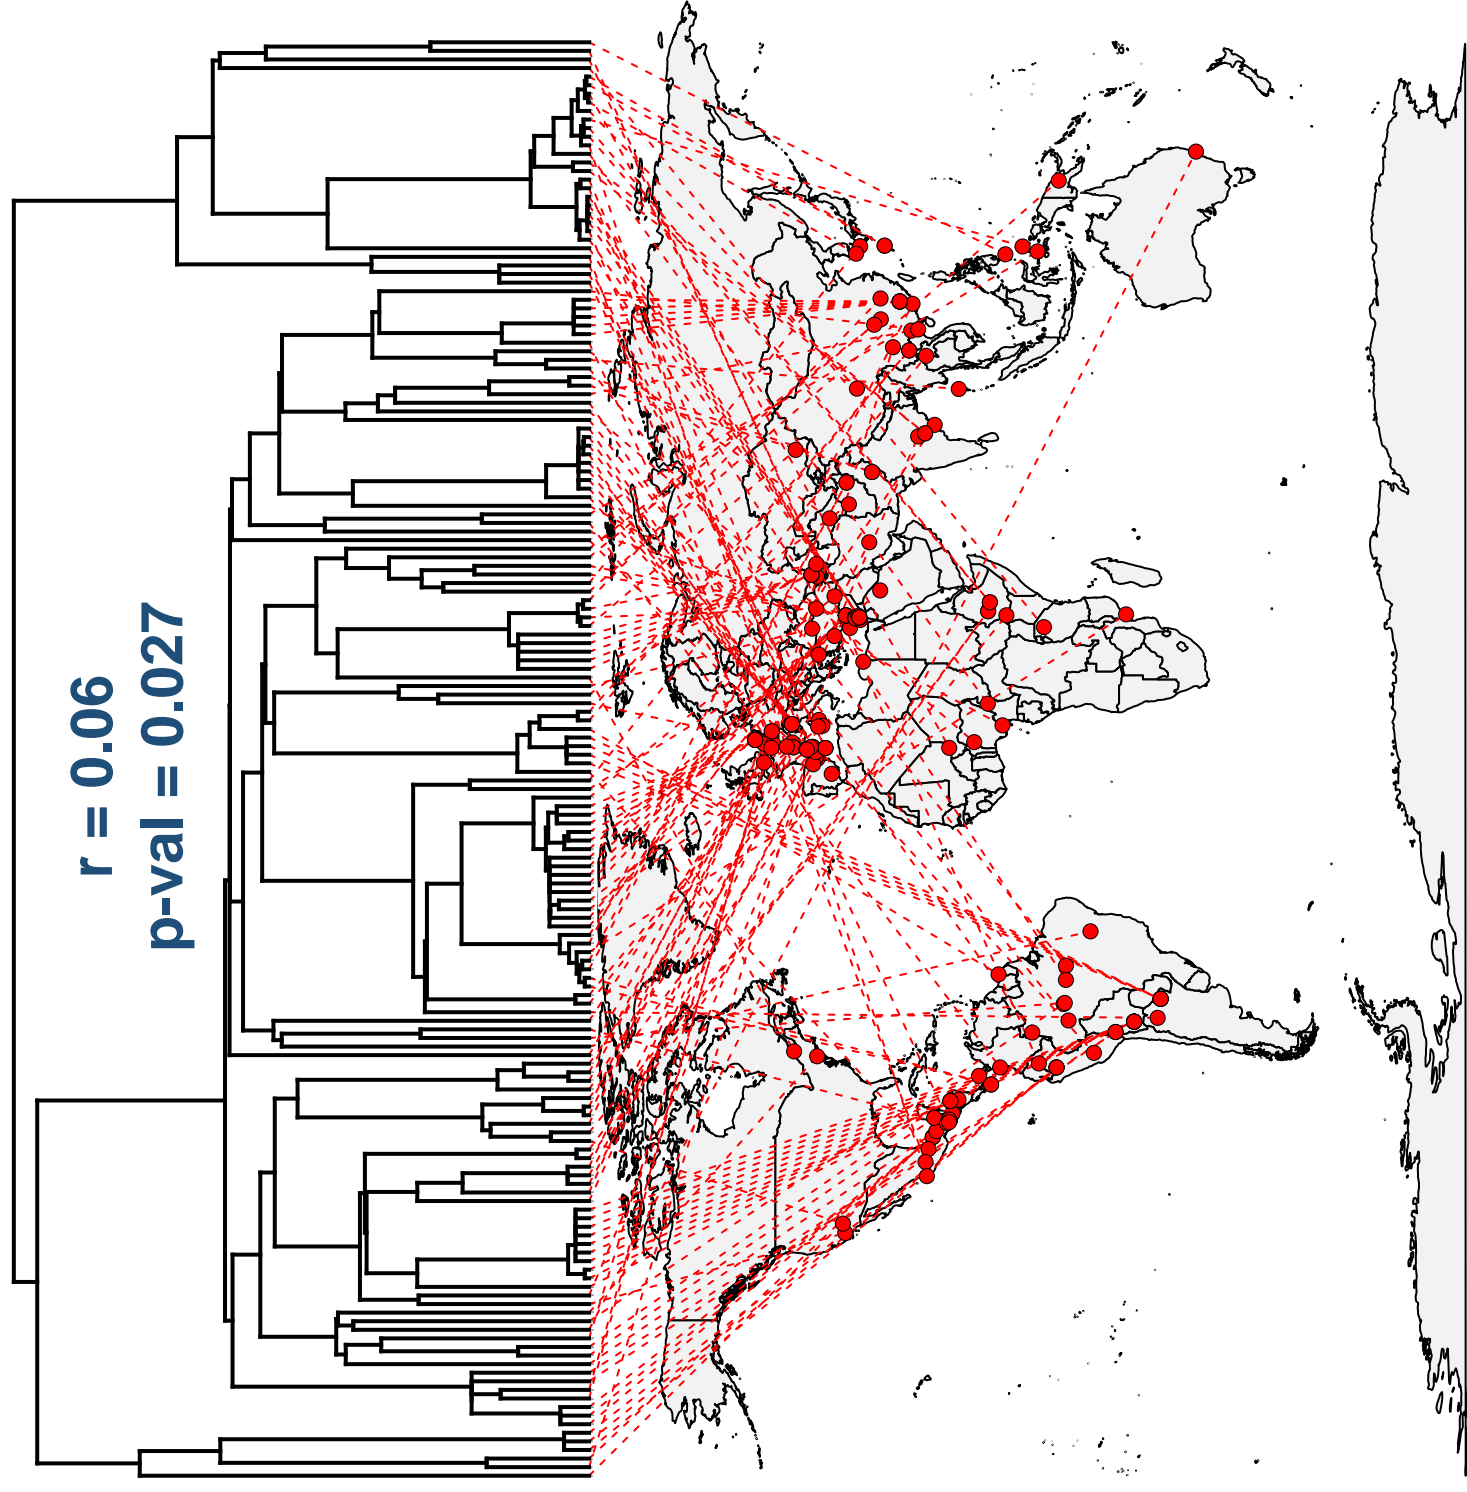 r = 0.06
p-val = 0.027